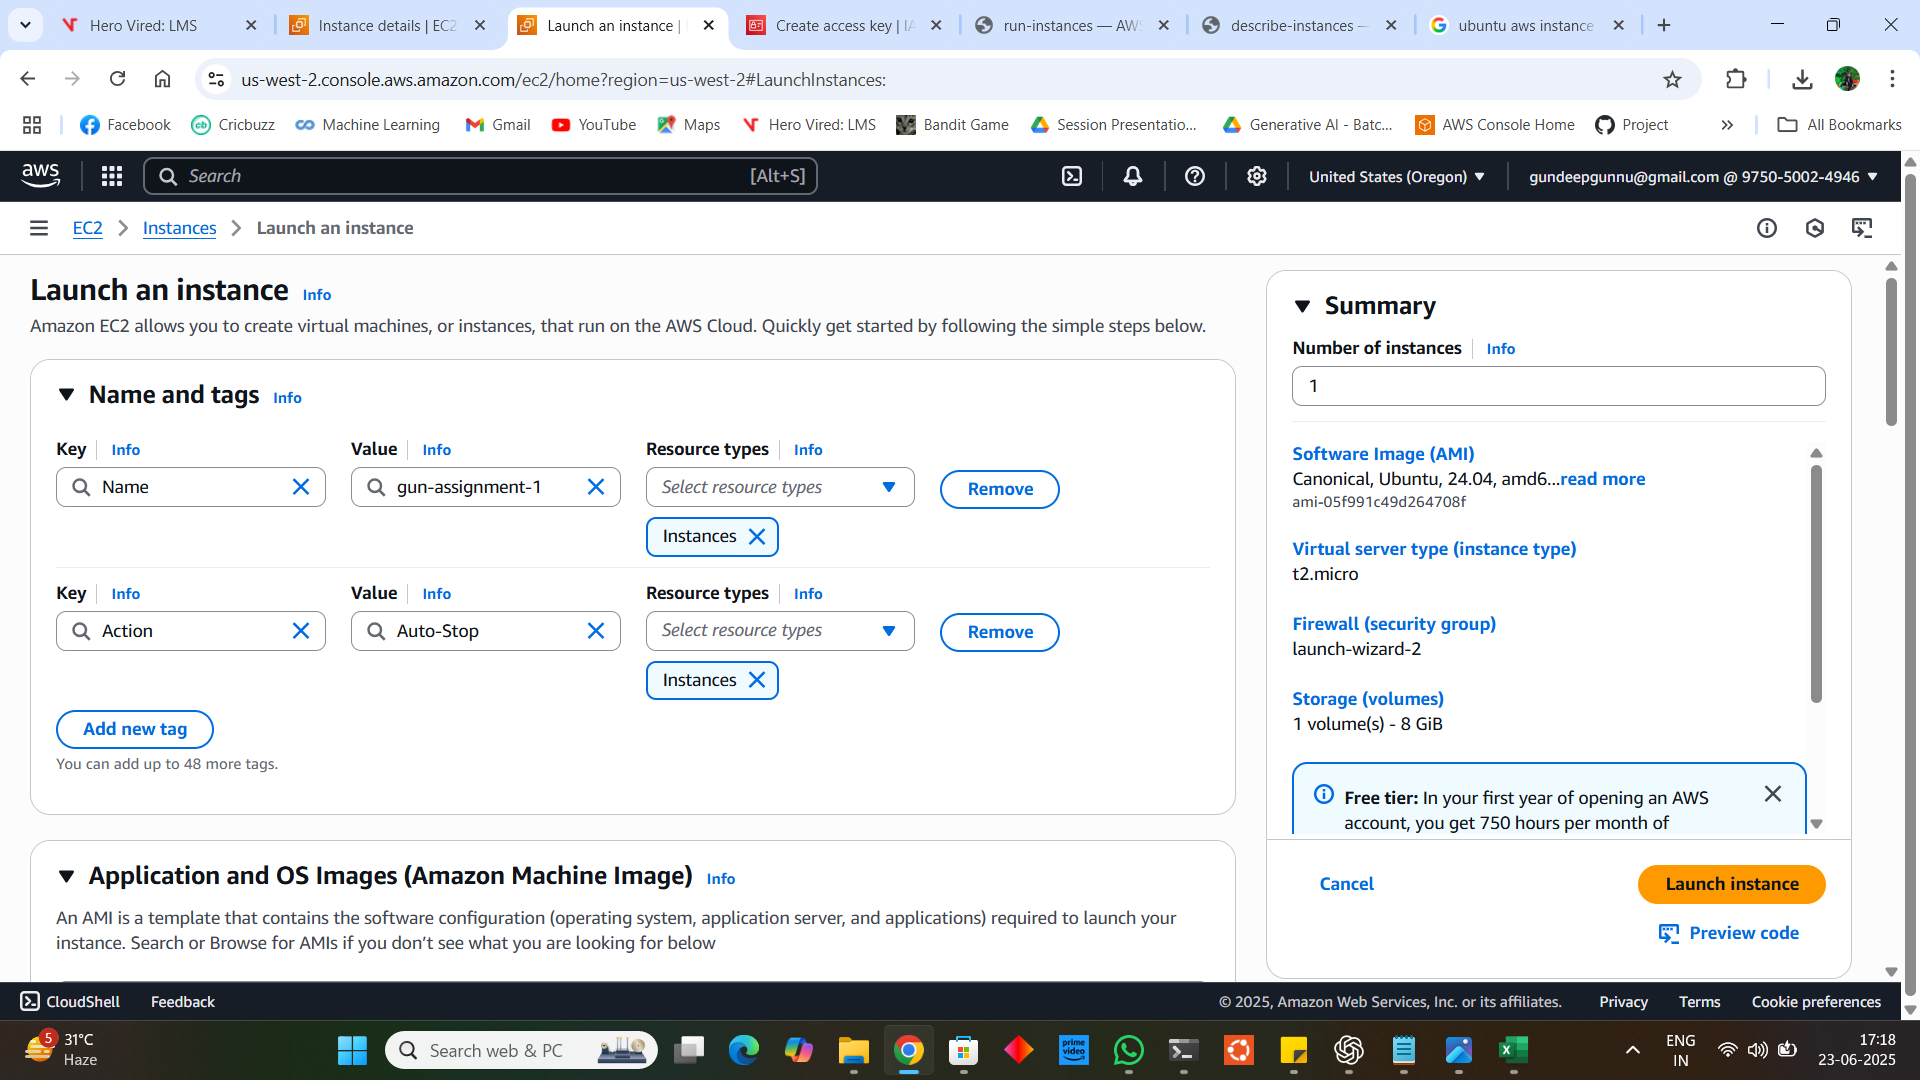 Hero Vired: LMS
Instance details | EC2
Launch an instance |
Create access key | IA
run-instances — AWS
describe-instances —
ubuntu aws instance
us-west-2.console.aws.amazon.com/ec2/home?region=us-west-2#LaunchInstances:
Facebook
Cricbuzz
Machine Learning
Gmail
YouTube
Maps
Hero Vired: LMS
Bandit Game
Session Presentatio...
Generative AI - Batc...
AWS Console Home
Project
All Bookmarks
aws
Search
[Alt+S]
United States (Oregon)
gundeepgunnu@gmail.com @ 9750-5002-4946
EC2
Instances
Launch an instance
Launch an instance Info
Amazon EC2 allows you to create virtual machines, or instances, that run on the AWS Cloud. Quickly get started by following the simple steps below.
Name and tags Info
Key Info
Value Info
Resource types Info
Name
gun-assignment-1
Select resource types
Remove
Instances
Key Info
Value Info
Resource types Info
Action
Auto-Stop
Select resource types
Remove
Instances
Add new tag
You can add up to 48 more tags.
Application and OS Images (Amazon Machine Image) Info
An AMI is a template that contains the software configuration (operating system, application server, and applications) required to launch your
instance. Search or Browse for AMIs if you don’t see what you are looking for below
Summary
Number of instances Info
1
Software Image (AMI)
Canonical, Ubuntu, 24.04, amd6...read more
ami-05f991c49d264708f
Virtual server type (instance type)
t2.micro
Firewall (security group)
launch-wizard-2
Storage (volumes)
1 volume(s) - 8 GiB
Free tier: In your first year of opening an AWS
account, you get 750 hours per month of
Cancel
Launch instance
Preview code
CloudShell
Feedback
© 2025, Amazon Web Services, Inc. or its affiliates.
Privacy
Terms
Cookie preferences
5
31°C
Haze
Search web & PC
prime
video
ENG
IN
17:18
23-06-2025